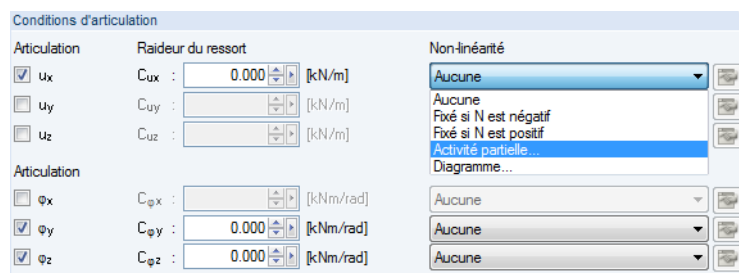 Conditions d'articulation
Articulation Raideur du ressort Non-linéarité
ux Cux : 0.000 [kN/m] Aucune
uy Cuy : [kN/m] Aucune
uz Cuz : [kN/m] Fixé si N est négatif
Fixé si N est positif
Activité partielle...
Articulation Diagramme...
φx Cφx : [kNm/rad] Aucune
φy Cφy : 0.000 [kNm/rad] Aucune
φz Cφz : 0.000 [kNm/rad] Aucune